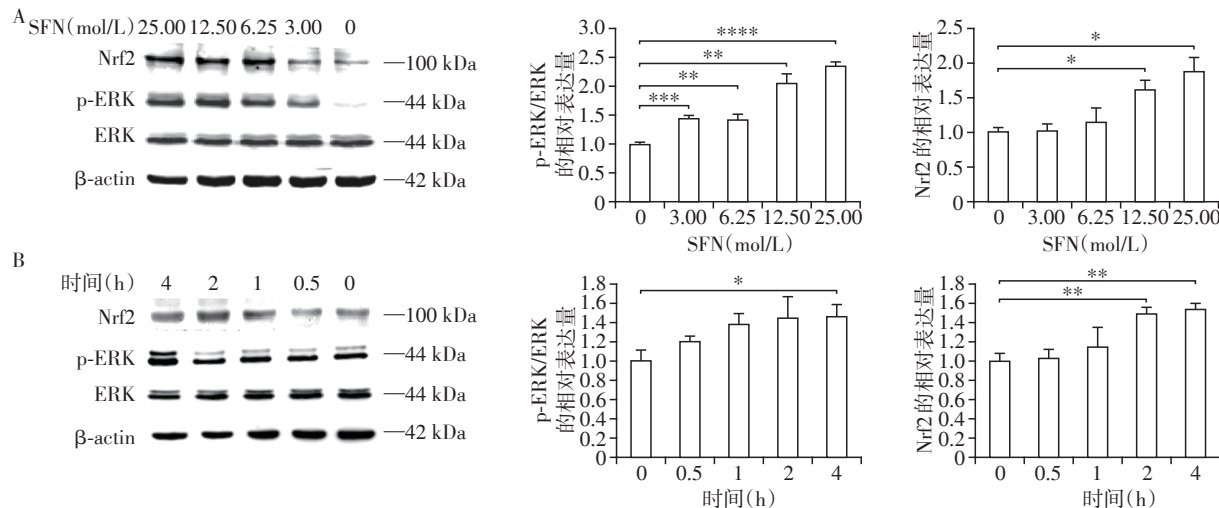 A
SFN(mol/L) 25.00 12.50 6.25 3.00 0
Nrf2 —100 kDa
p-ERK —44 kDa
ERK —44 kDa
β-actin —42 kDa
p-ERK/ERK
的相对表达量
3.0
2.5
2.0
1.5
1.0
0.5
0
****
**
**
***
0 3.00 6.25 12.50 25.00
SFN(mol/L)
Nrf2的相对表达量
2.5
2.0
1.5
1.0
0.5
0
*
*
0 3.00 6.25 12.50 25.00
SFN(mol/L)
B
时间(h) 4 2 1 0.5 0
Nrf2 —100 kDa
p-ERK —44 kDa
ERK —44 kDa
β-actin —42 kDa
p-ERK/ERK
的相对表达量
1.8
1.6
1.4
1.2
1.0
0.8
0.6
0.4
0.2
0
*
0 0.5 1 2 4
时间(h)
Nrf2的相对表达量
1.8
1.6
1.4
1.2
1.0
0.8
0.6
0.4
0.2
0
**
**
0 0.5 1 2 4
时间(h)